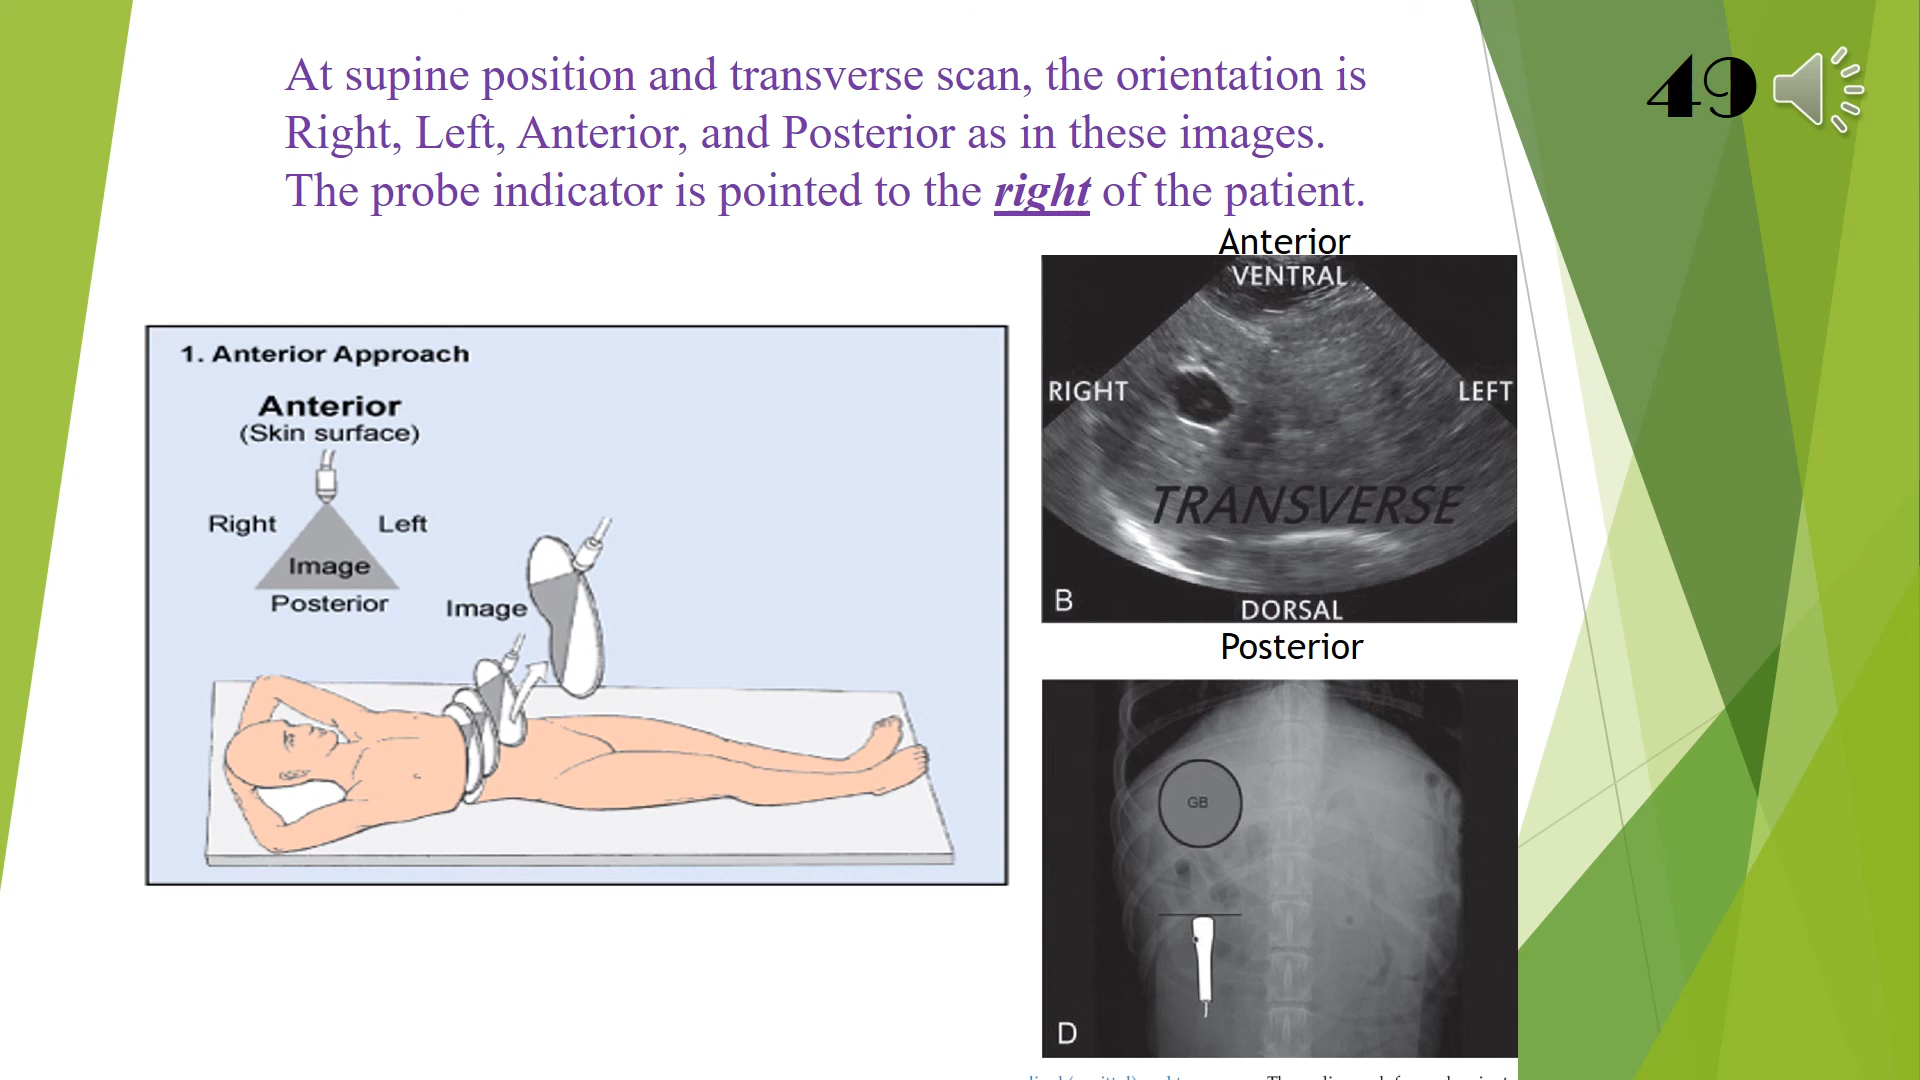 At supine position and transverse scan, the orientation is
Right, Left, Anterior, and Posterior as in these images.
The probe indicator is pointed to the right of the patient.
49
1. Anterior Approach
Anterior
(Skin surface)
Right
Left
Image
Posterior
Image
Anterior
VENTRAL
RIGHT
LEFT
TRANSVERSE
B
DORSAL
Posterior
GB
D